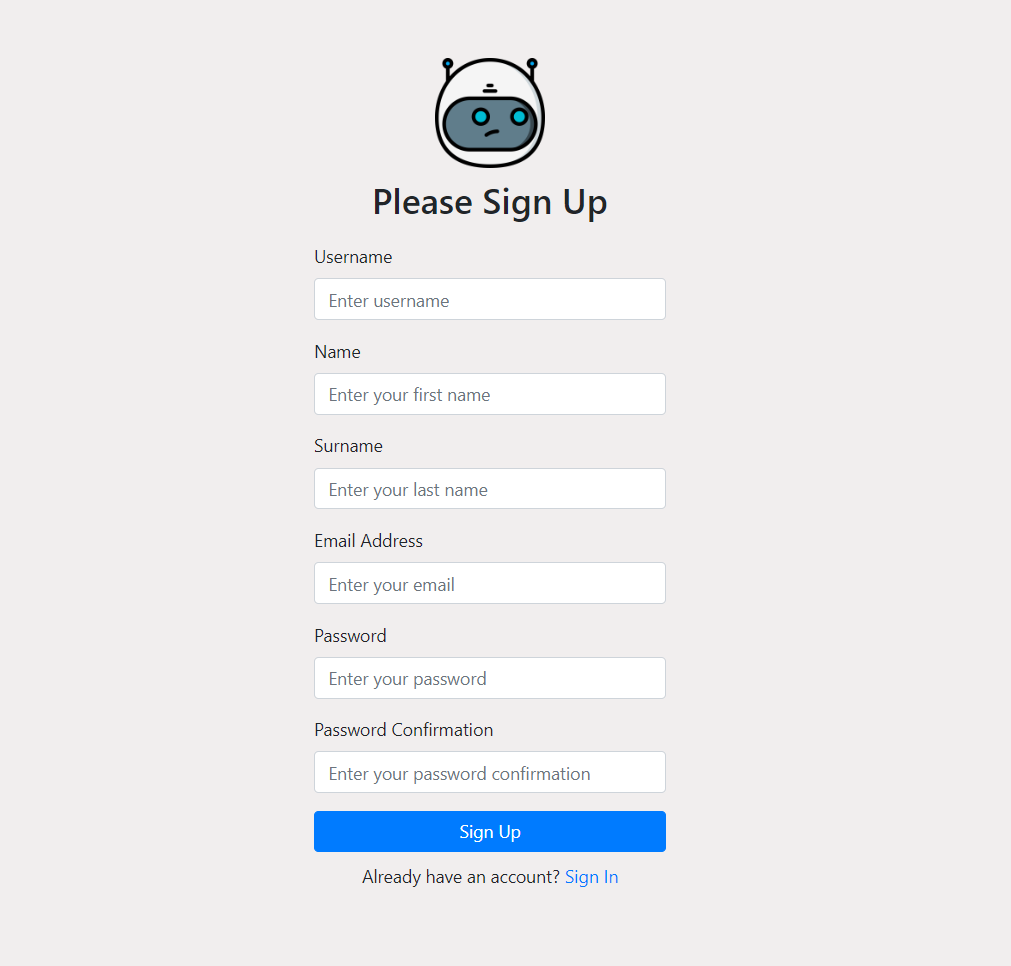 Please Sign Up
Username
Enter username
Name
Enter your first name
Surname
Enter your last name
Email Address
Enter your email
Password
Enter your password
Password Confirmation
Enter your password confirmation
Sign Up
Already have an account? Sign In